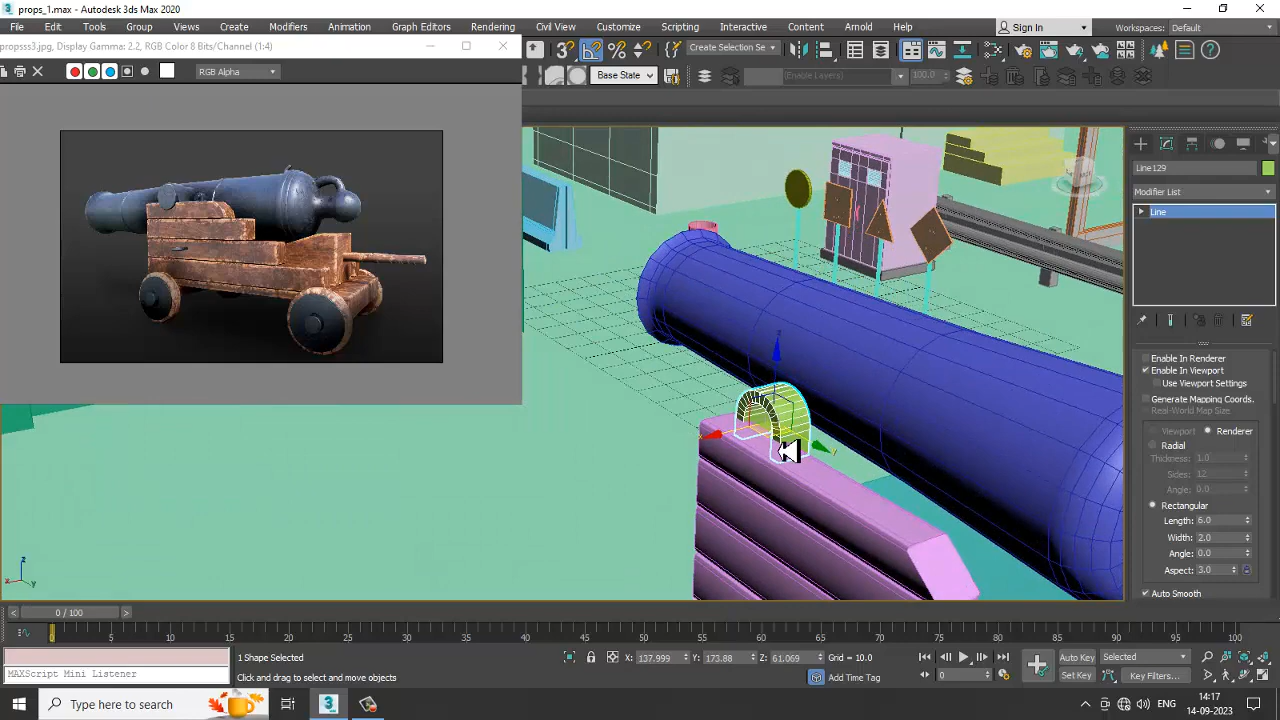 props_1.max - Autodesk 3ds Max 2020
File Edit Tools Group Views Create Modifiers Animation Graph Editors Rendering Civil View Customize Scripting Interactive Content Arnold Help Sign In Workspaces: Default
propsss3.jpg, Display Gamma: 2.2, RGB Color 8 Bits/Channel (1:4)
Create Selection Se
RGB Alpha
Base State
(Enable Layers)
100.0
Line129
Modifier List
Line
Enable In Renderer
Enable In Viewport
Use Viewport Settings
Generate Mapping Coords.
Real-World Map Size
Viewport Renderer
Radial
Thickness: 1.0
Sides: 12
Angle: 0.0
Rectangular
Length: 6.0
Width: 2.0
Angle: 0.0
Aspect: 3.0
Auto Smooth
z
x
y
0 / 100
0 5 10 15 20 25 30 35 40 45 50 55 60 65 70 75 80 85 90 95 100
1 Shape Selected
X: 137.999 Y: 173.88 Z: 61.069 Grid = 10.0
Auto Key Selected
MAXScript Mini Listener
Click and drag to select and move objects
Add Time Tag
0
Set Key Key Filters...
Type here to search
3
14:17
14-09-2023